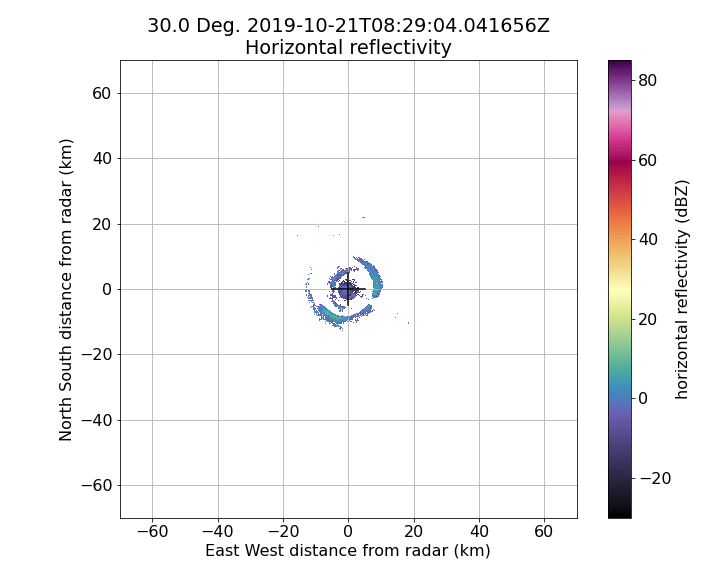 30.0 Deg. 2019-10-21T08:29:04.041656Z
Horizontal reflectivity
60
40
20
0
−20
−40
−60
−60 −40 −20 0 20 40 60
East West distance from radar (km)
North South distance from radar (km)
80
60
40
20
0
−20
horizontal reflectivity (dBZ)